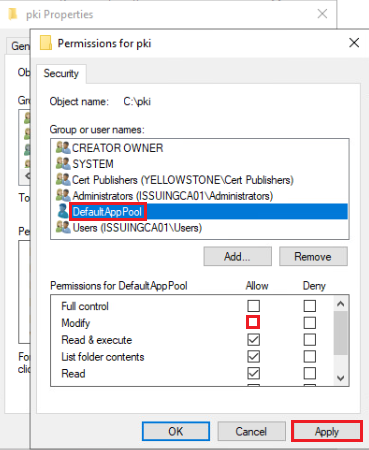 pki Properties
Permissions for pki
Gen
Security
Ob
Object name: C:\pki
Gro
Group or user names:
CREATOR OWNER
SYSTEM
Cert Publishers (YELLOWSTONE\Cert Publishers)
Administrators (ISSUINGCA01\Administrators)
DefaultAppPool
Users (ISSUINGCA01\Users)
To
Add...
Remove
Pe
Permissions for DefaultAppPool
Allow
Deny
Full control
Modify
Read & execute
List folder contents
Read
For
clic
OK
Cancel
Apply